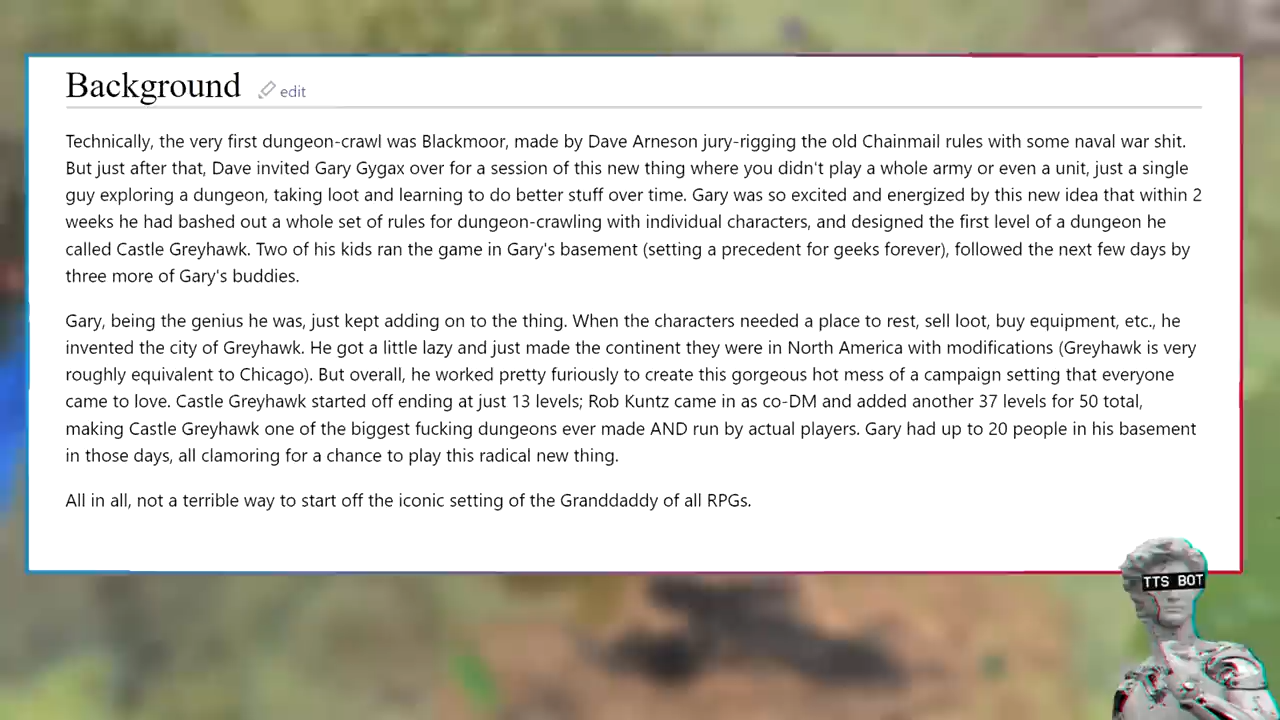 Background edit
Technically, the very first dungeon-crawl was Blackmoor, made by Dave Arneson jury-rigging the old Chainmail rules with some naval war shit.
But just after that, Dave invited Gary Gygax over for a session of this new thing where you didn't play a whole army or even a unit, just a single
guy exploring a dungeon, taking loot and learning to do better stuff over time. Gary was so excited and energized by this new idea that within 2
weeks he had bashed out a whole set of rules for dungeon-crawling with individual characters, and designed the first level of a dungeon he
called Castle Greyhawk. Two of his kids ran the game in Gary's basement (setting a precedent for geeks forever), followed the next few days by
three more of Gary's buddies.
Gary, being the genius he was, just kept adding on to the thing. When the characters needed a place to rest, sell loot, buy equipment, etc., he
invented the city of Greyhawk. He got a little lazy and just made the continent they were in North America with modifications (Greyhawk is very
roughly equivalent to Chicago). But overall, he worked pretty furiously to create this gorgeous hot mess of a campaign setting that everyone
came to love. Castle Greyhawk started off ending at just 13 levels; Rob Kuntz came in as co-DM and added another 37 levels for 50 total,
making Castle Greyhawk one of the biggest fucking dungeons ever made AND run by actual players. Gary had up to 20 people in his basement
in those days, all clamoring for a chance to play this radical new thing.
All in all, not a terrible way to start off the iconic setting of the Granddaddy of all RPGs.
TTS BOT